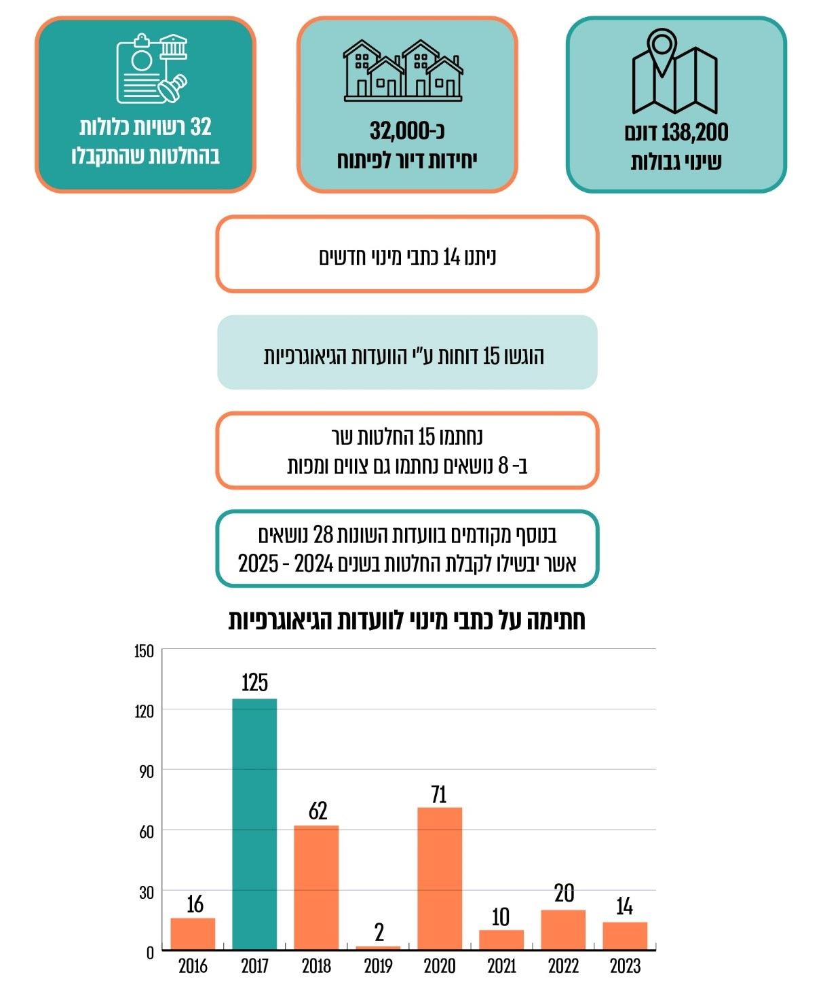 138,200 דונם
שינוי גבולות
כ-32,000
יחידות דיור לפיתוח
32 רשויות כלולות
בהחלטות שהתקבלו
ניתנו 14 כתבי מינוי חדשים
הוגשו 15 דוחות ע"י הוועדות הגיאוגרפיות
נחתמו 15 החלטות שר
ב- 8 נושאים נחתמו גם צווים ומפות
בנוסף מקודמים בוועדות השונות 28 נושאים
אשר יבשילו לקבלת החלטות בשנים 2024 - 2025
חתימה על כתבי מינוי לוועדות הגיאוגרפיות
150
120
90
60
30
0
16
125
62
2
71
10
20
14
2016
2017
2018
2019
2020
2021
2022
2023